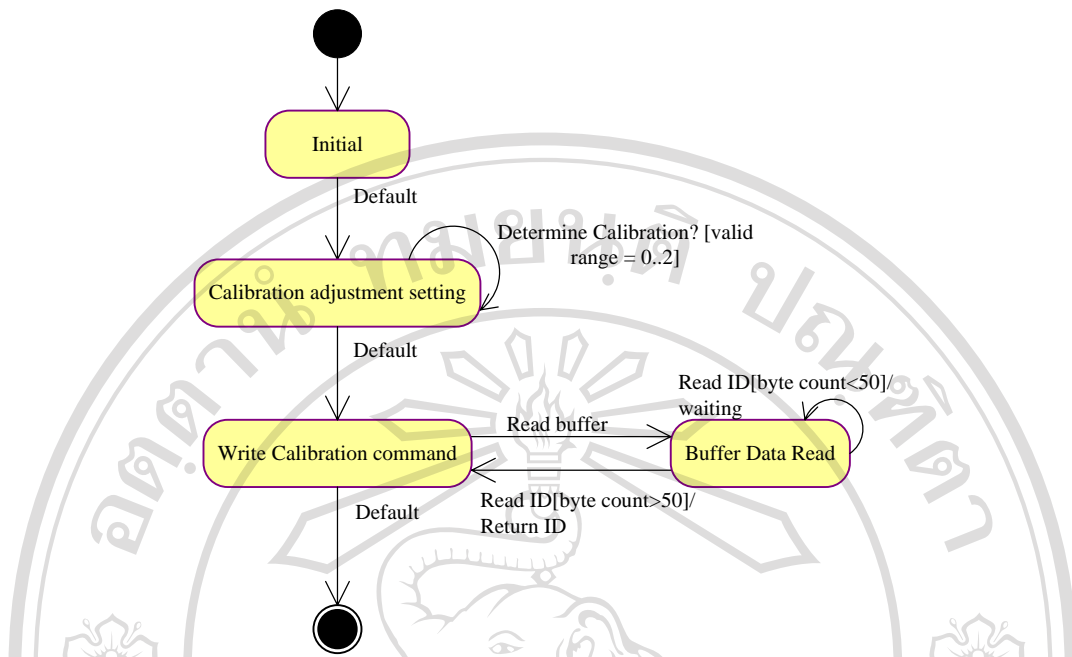 Initial
Default
Determine Calibration? [valid
range = 0..2]
Calibration adjustment setting
Default
Read ID[byte count<50]/
waiting
Write Calibration command
Read buffer
Buffer Data Read
Read ID[byte count>50]/
Return ID
Default